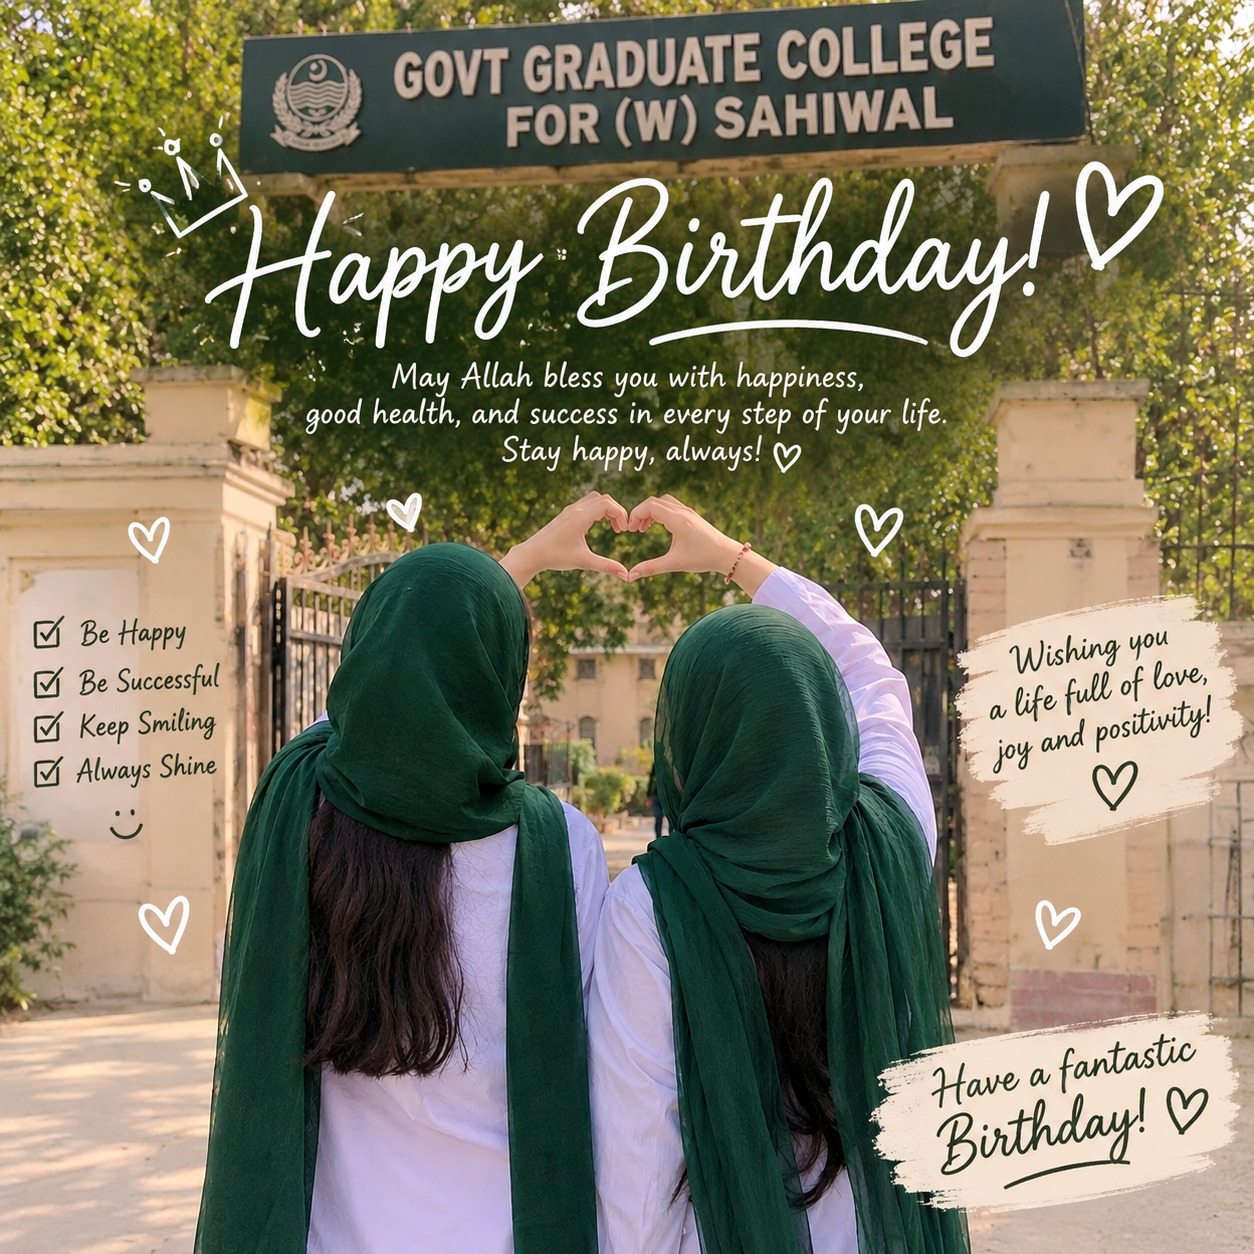 GOVT GRADUATE COLLEGE
FOR (W) SAHIWAL
Happy Birthday!
May Allah bless you with happiness,
good health, and success in every step of your life.
Stay happy, always!
Be Happy
Be Successful
Keep Smiling
Always Shine
Wishing you
a life full of love,
joy and positivity!
Have a fantastic
Birthday!